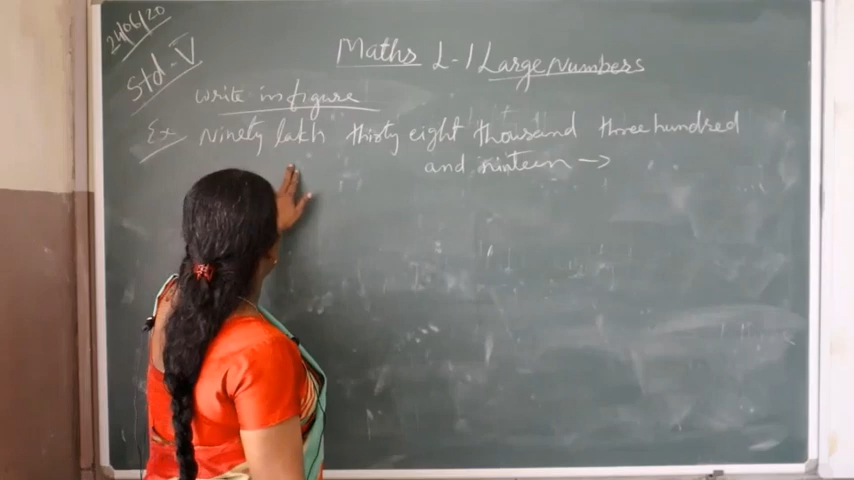 24/06/20
Std - V
Maths L-1 Large Numbers
write in figure
Ex Ninety lakh thirty eight thousand three hundred
and ninteen →